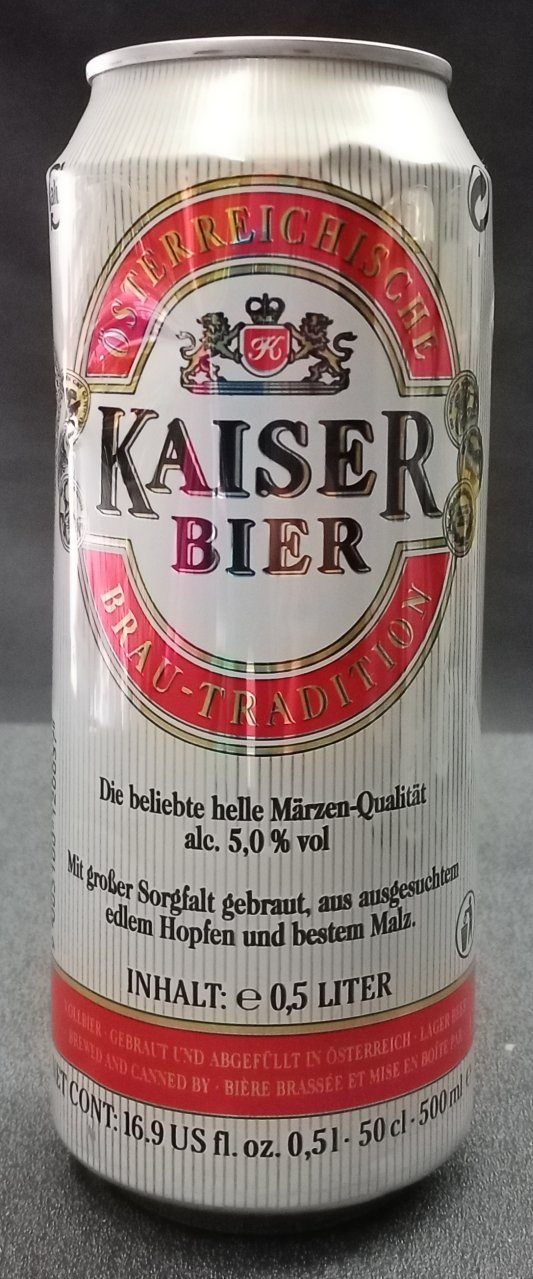 ÖSTERREICHISCHE
K
KAISER
BIER
BRAU-TRADITION
Die beliebte helle Märzen-Qualität
alc. 5,0 % vol
Mit großer Sorgfalt gebraut, aus ausgesuchtem
edlem Hopfen und bestem Malz.
INHALT: ℮ 0,5 LITER
VOLLBIER · GEBRAUT UND ABGEFÜLLT IN ÖSTERREICH · LAGER BEER
BREWED AND CANNED BY · BIÈRE BRASSÉE ET MISE EN BOÎTE PAR
CONT: 16.9 US fl. oz. 0,5 l · 50 cl · 500 ml